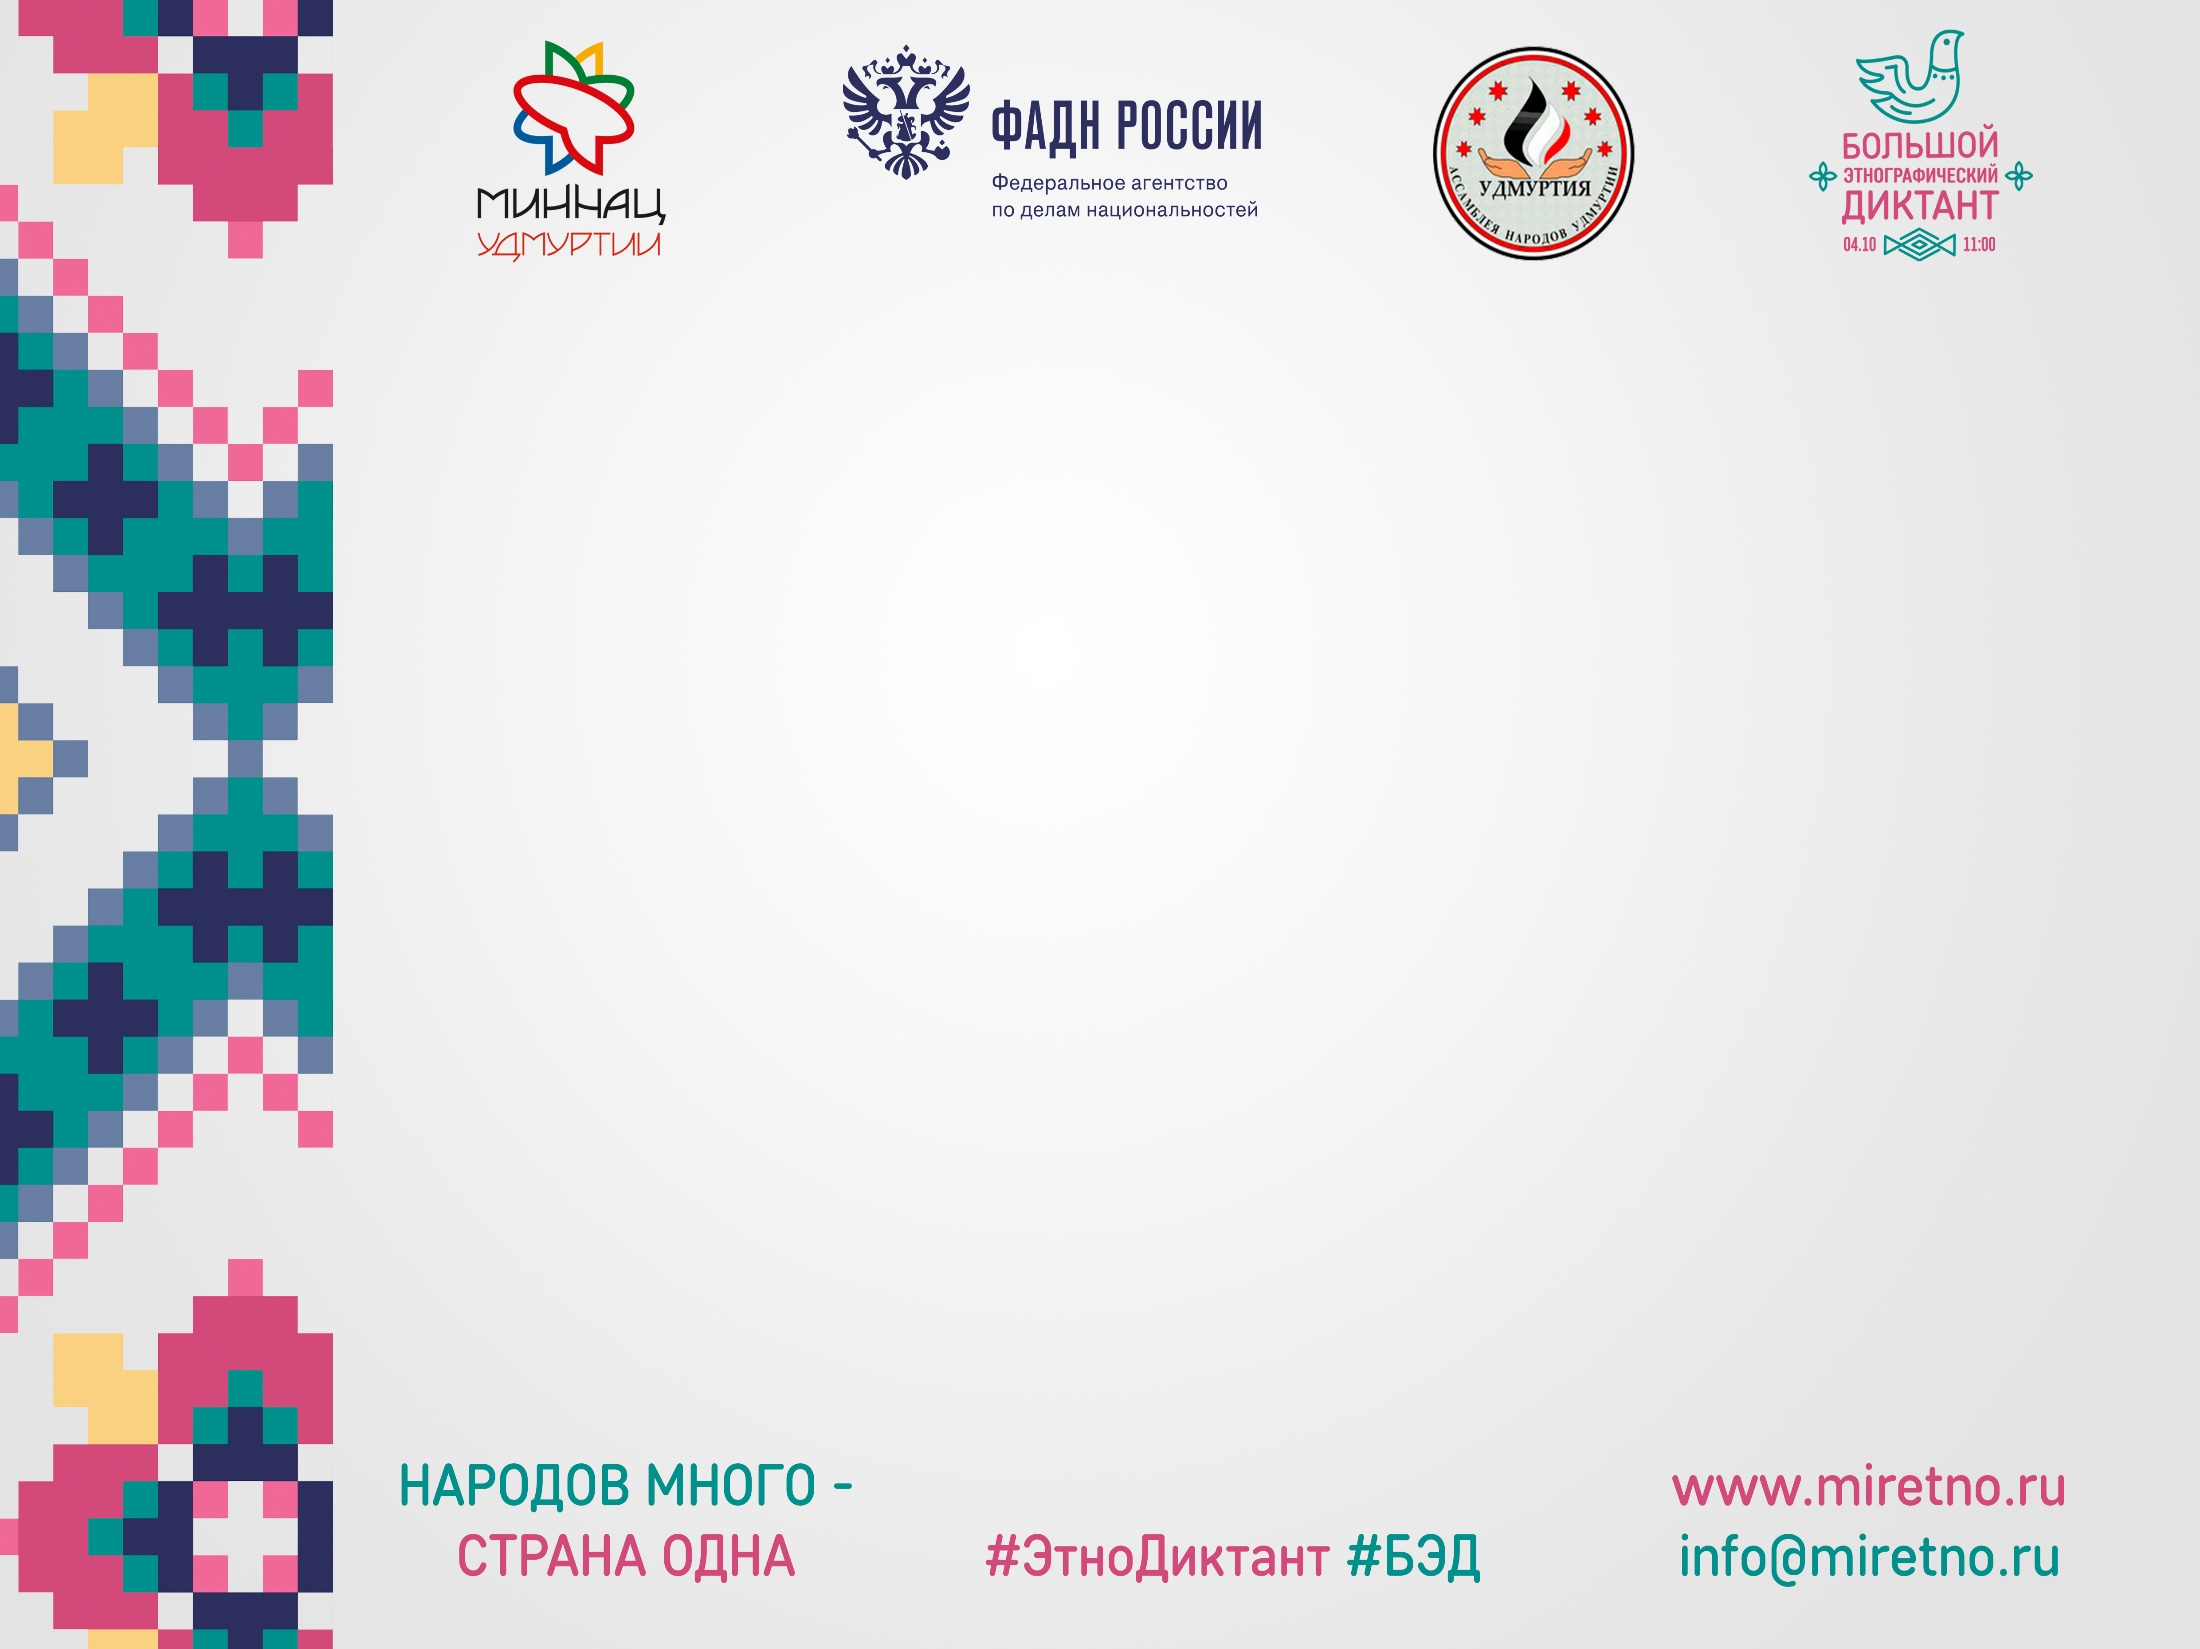 МИННАЦ
УДМУРТИИ
ФАДН РОССИИ
Федеральное агентство
по делам национальностей
УДМУРТИЯ
АССАМБЛЕЯ НАРОДОВ УДМУРТИИ
БОЛЬШОЙ
ЭТНОГРАФИЧЕСКИЙ
ДИКТАНТ
04.10 11:00
НАРОДОВ МНОГО -
СТРАНА ОДНА
#ЭтноДиктант #БЭД
www.miretno.ru
info@miretno.ru